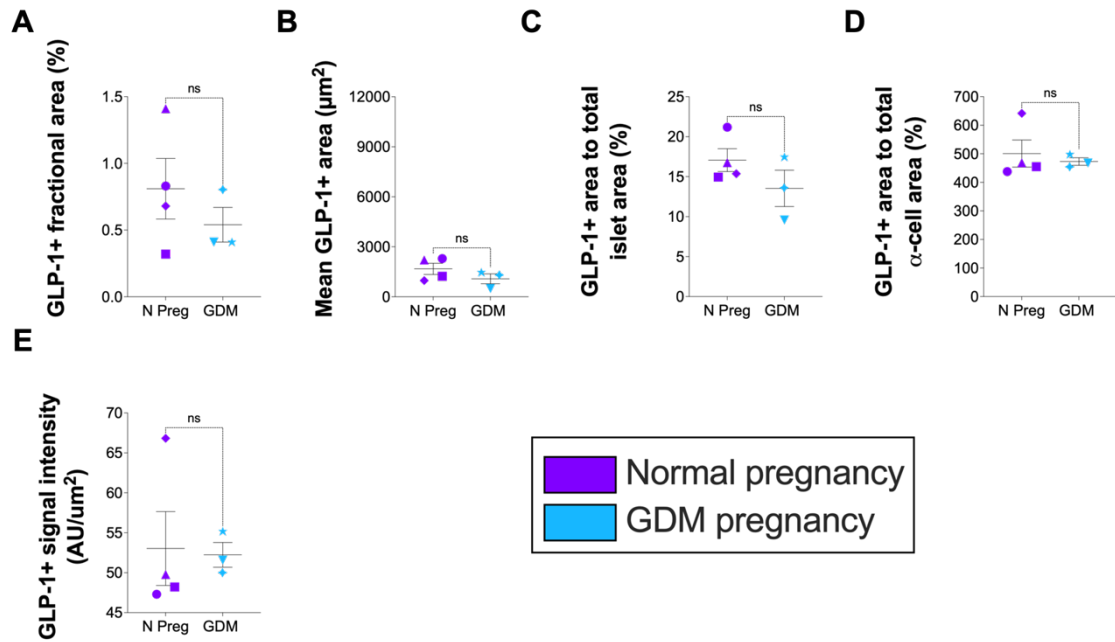 A
GLP-1+ fractional area (%)
1.5
1.0
0.5
0.0
ns
N Preg GDM
B
Mean GLP-1+ area (µm²)
12000
9000
6000
3000
0
ns
N Preg GDM
C
GLP-1+ area to total
islet area (%)
25
20
15
10
5
0
ns
N Preg GDM
D
GLP-1+ area to total
α-cell area (%)
700
600
500
400
300
200
100
0
ns
N Preg GDM
E
GLP-1+ signal intensity
(AU/um²)
70
65
60
55
50
45
ns
N Preg GDM
Normal pregnancy
GDM pregnancy